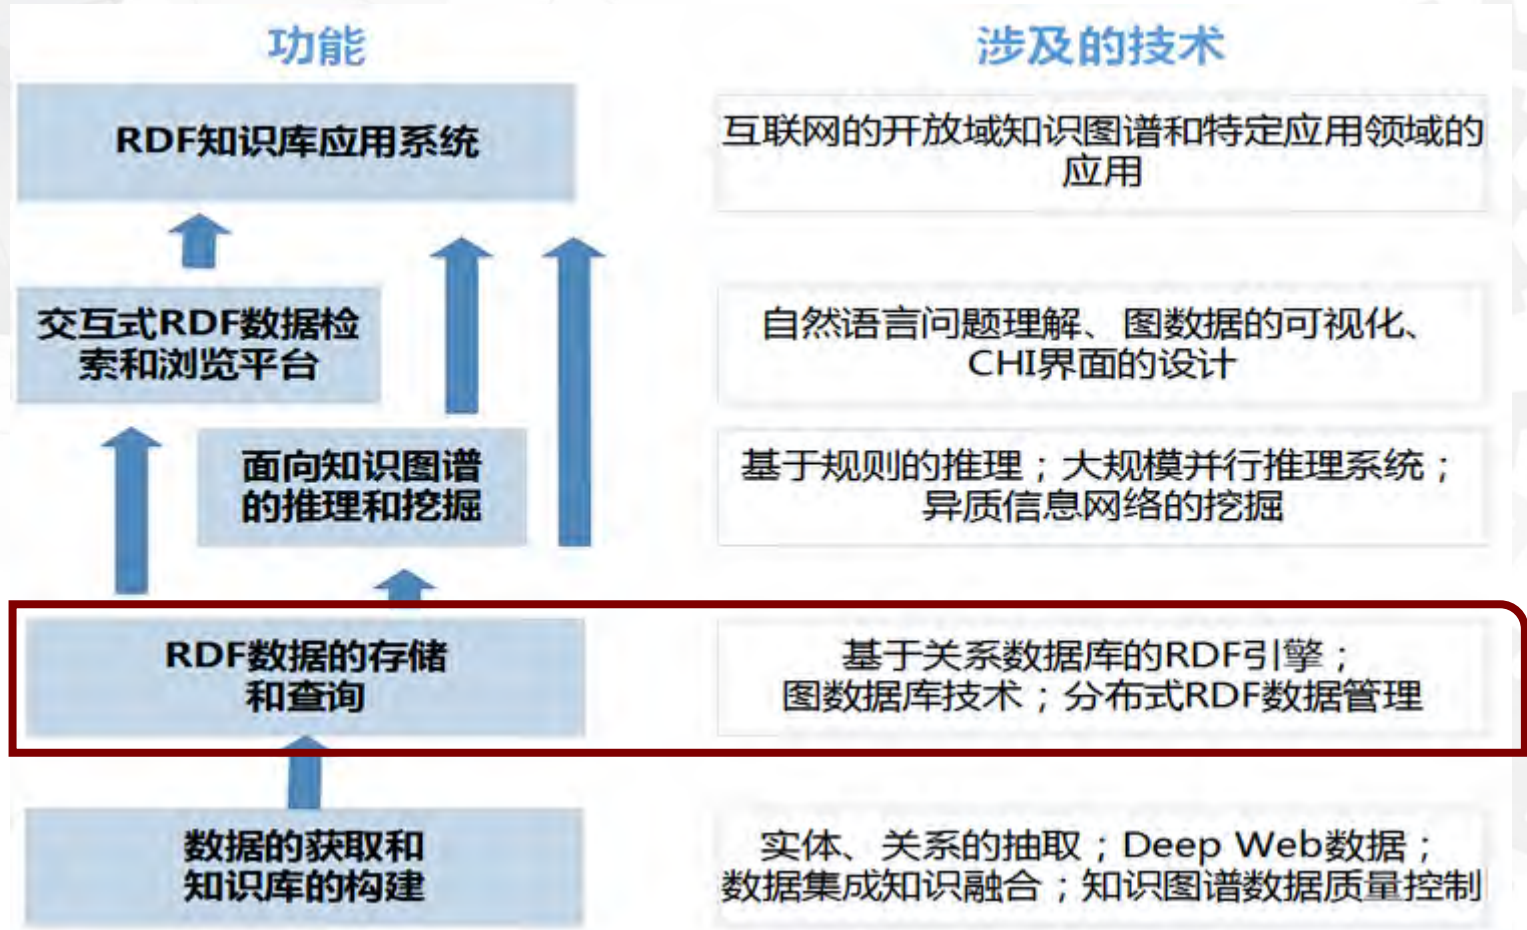 功能
涉及的技术
RDF知识库应用系统
互联网的开放域知识图谱和特定应用领域的
应用
交互式RDF数据检
索和浏览平台
自然语言问题理解、图数据的可视化、
CHI界面的设计
面向知识图谱
的推理和挖掘
基于规则的推理；大规模并行推理系统；
异质信息网络的挖掘
RDF数据的存储
和查询
基于关系数据库的RDF引擎；
图数据库技术；分布式RDF数据管理
数据的获取和
知识库的构建
实体、关系的抽取；Deep Web数据；
数据集成知识融合；知识图谱数据质量控制